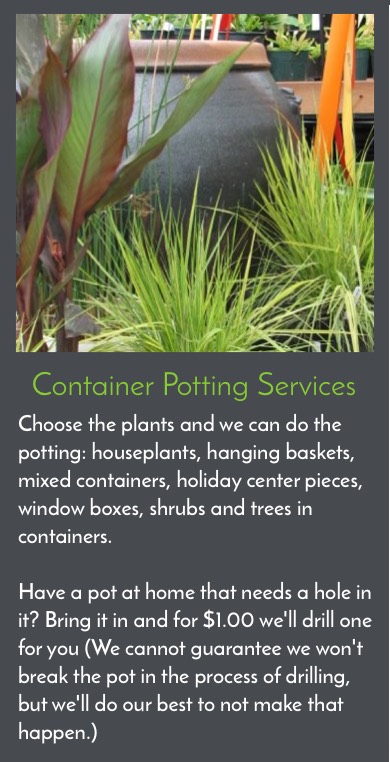 Container Potting Services
Choose the plants and we can do the
potting: houseplants, hanging baskets,
mixed containers, holiday center pieces,
window boxes, shrubs and trees in
containers.
Have a pot at home that needs a hole in
it? Bring it in and for $1.00 we'll drill one
for you (We cannot guarantee we won't
break the pot in the process of drilling,
but we'll do our best to not make that
happen.)